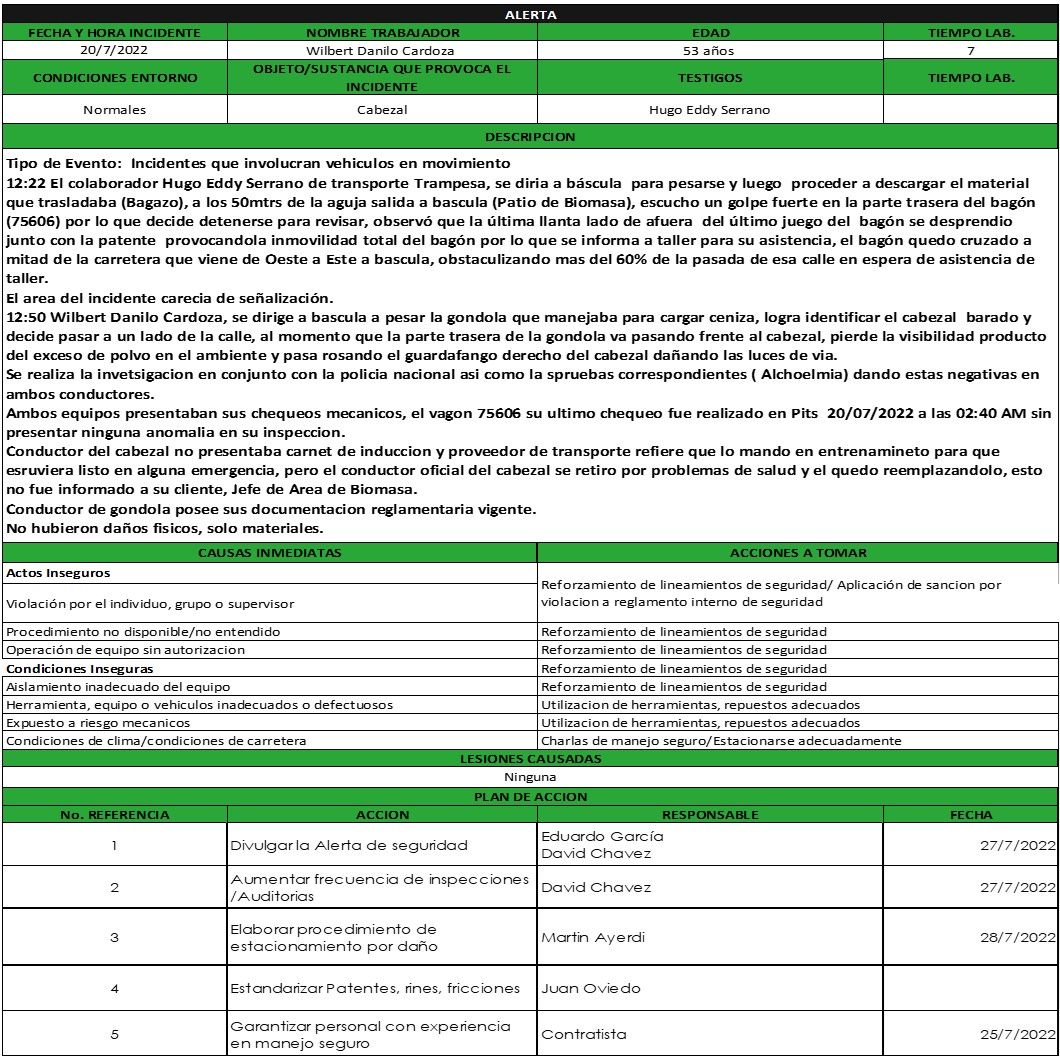 ALERTA
FECHA Y HORA INCIDENTE NOMBRE TRABAJADOR EDAD TIEMPO LAB.
20/7/2022 Wilbert Danilo Cardoza 53 años 7
CONDICIONES ENTORNO OBJETO/SUSTANCIA QUE PROVOCA EL INCIDENTE TESTIGOS TIEMPO LAB.
Normales Cabezal Hugo Eddy Serrano
DESCRIPCION
Tipo de Evento: Incidentes que involucran vehiculos en movimiento
12:22 El colaborador Hugo Eddy Serrano de transporte Trampesa, se diria a báscula para pesarse y luego proceder a descargar el material
que trasladaba (Bagazo), a los 50mtrs de la aguja salida a bascula (Patio de Biomasa), escucho un golpe fuerte en la parte trasera del bagón
(75606) por lo que decide detenerse para revisar, observó que la última llanta lado de afuera del último juego del bagón se desprendio
junto con la patente provocandola inmovilidad total del bagón por lo que se informa a taller para su asistencia, el bagón quedo cruzado a
mitad de la carretera que viene de Oeste a Este a bascula, obstaculizando mas del 60% de la pasada de esa calle en espera de asistencia de
taller.
El area del incidente carecia de señalización.
12:50 Wilbert Danilo Cardoza, se dirige a bascula a pesar la gondola que manejaba para cargar ceniza, logra identificar el cabezal barado y
decide pasar a un lado de la calle, al momento que la parte trasera de la gondola va pasando frente al cabezal, pierde la visibilidad producto
del exceso de polvo en el ambiente y pasa rosando el guardafango derecho del cabezal dañando las luces de via.
Se realiza la invetsigacion en conjunto con la policia nacional asi como la spruebas correspondientes ( Alchoelmia) dando estas negativas en
ambos conductores.
Ambos equipos presentaban sus chequeos mecanicos, el vagon 75606 su ultimo chequeo fue realizado en Pits 20/07/2022 a las 02:40 AM sin
presentar ninguna anomalia en su inspeccion.
Conductor del cabezal no presentaba carnet de induccion y proveedor de transporte refiere que lo mando en entrenamineto para que
esruviera listo en alguna emergencia, pero el conductor oficial del cabezal se retiro por problemas de salud y el quedo reemplazandolo, esto
no fue informado a su cliente, Jefe de Area de Biomasa.
Conductor de gondola posee sus documentacion reglamentaria vigente.
No hubieron daños fisicos, solo materiales.
CAUSAS INMEDIATAS ACCIONES A TOMAR
Actos Inseguros
Violación por el individuo, grupo o supervisor
Reforzamiento de lineamientos de seguridad/ Aplicación de sancion por
violacion a reglamento interno de seguridad
Procedimiento no disponible/no entendido Reforzamiento de lineamientos de seguridad
Operación de equipo sin autorizacion Reforzamiento de lineamientos de seguridad
Condiciones Inseguras Reforzamiento de lineamientos de seguridad
Aislamiento inadecuado del equipo Reforzamiento de lineamientos de seguridad
Herramienta, equipo o vehiculos inadecuados o defectuosos Utilizacion de herramientas, repuestos adecuados
Expuesto a riesgo mecanicos Utilizacion de herramientas, repuestos adecuados
Condiciones de clima/condiciones de carretera Charlas de manejo seguro/Estacionarse adecuadamente
LESIONES CAUSADAS
Ninguna
PLAN DE ACCION
No. REFERENCIA ACCION RESPONSABLE FECHA
1 Divulgar la Alerta de seguridad Eduardo García David Chavez 27/7/2022
2 Aumentar frecuencia de inspecciones /Auditorias David Chavez 27/7/2022
3 Elaborar procedimiento de estacionamiento por daño Martin Ayerdi 28/7/2022
4 Estandarizar Patentes, rines, fricciones Juan Oviedo
5 Garantizar personal con experiencia en manejo seguro Contratista 25/7/2022